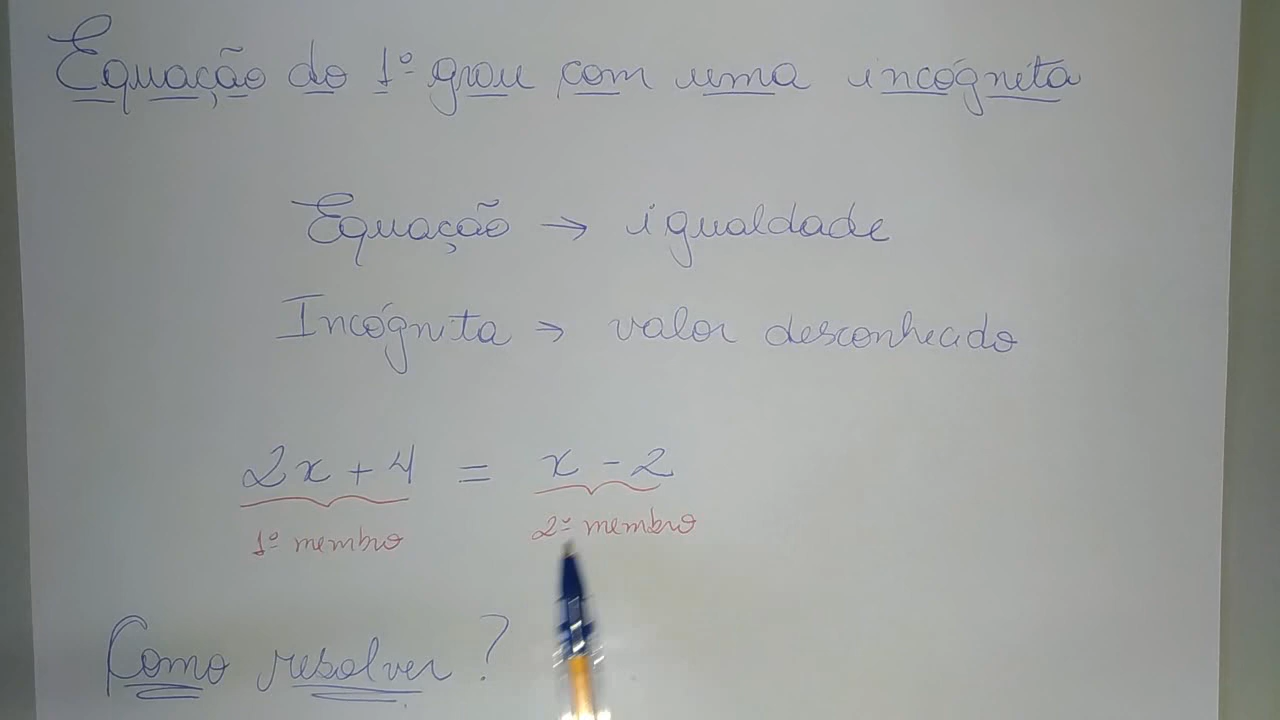 Equação do 1º grau com uma incógnita
Equação → igualdade
Incógnita → valor desconhecido
2x + 4 = x - 2
1º membro 2º membro
Como resolver?